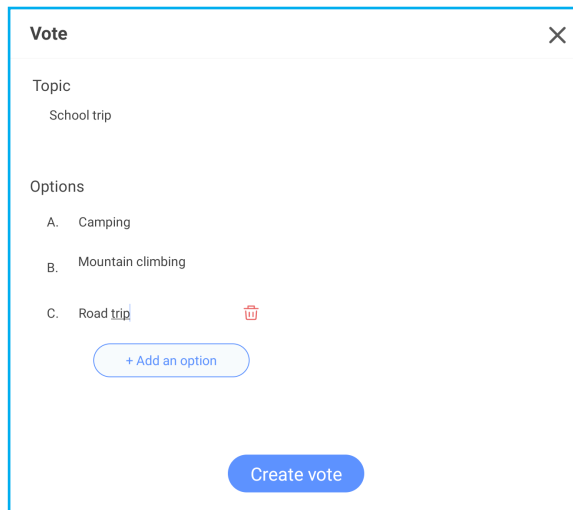 Vote
Topic
School trip
Options
A. Camping
B. Mountain climbing
C. Road trip
+ Add an option
Create vote